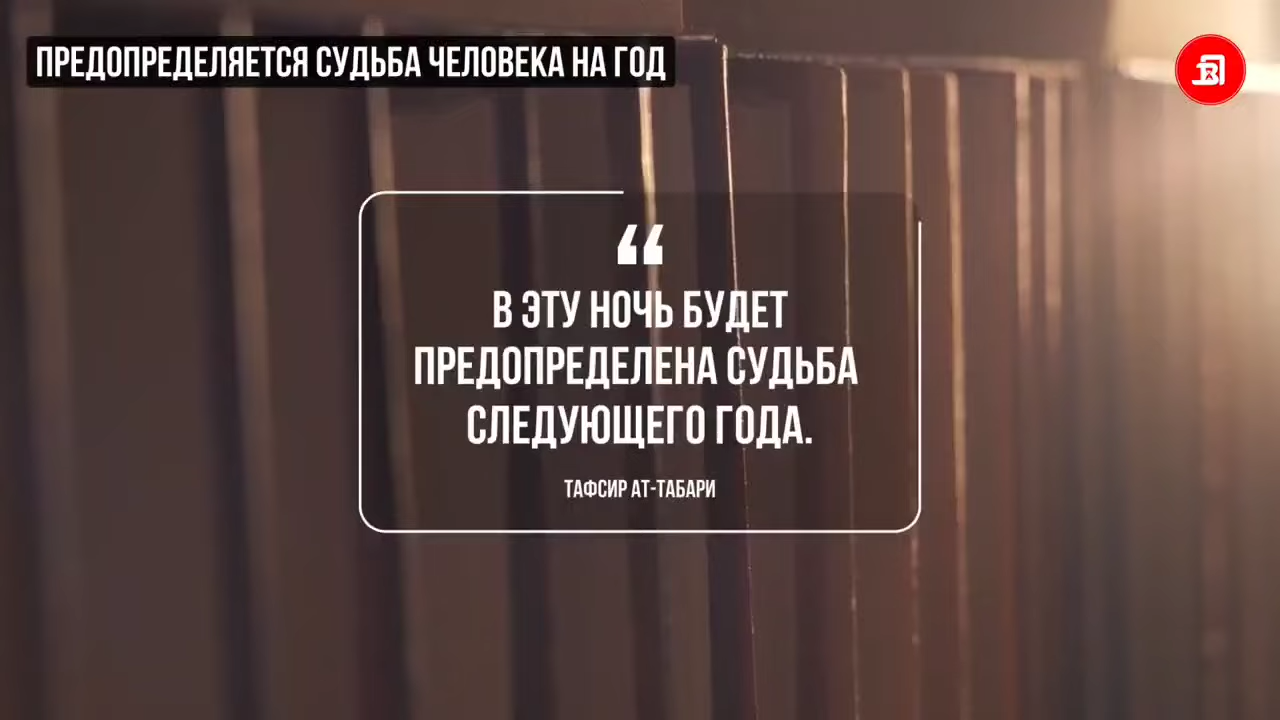 ПРЕДОПРЕДЕЛЯЕТСЯ СУДЬБА ЧЕЛОВЕКА НА ГОД
“
В ЭТУ НОЧЬ БУДЕТ
ПРЕДОПРЕДЕЛЕНА СУДЬБА
СЛЕДУЮЩЕГО ГОДА.
ТАФСИР АТ-ТАБАРИ